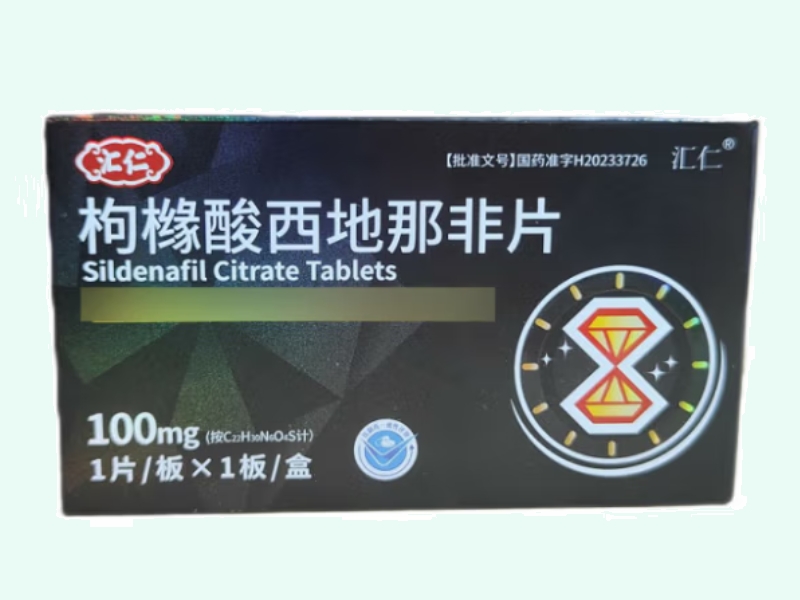 汇仁
【批准文号】国药准字H20233726
汇仁®
枸橼酸西地那非片
Sildenafil Citrate Tablets
100mg (按C₂₂H₃₀N₆O₄S计)
1片/板×1板/盒